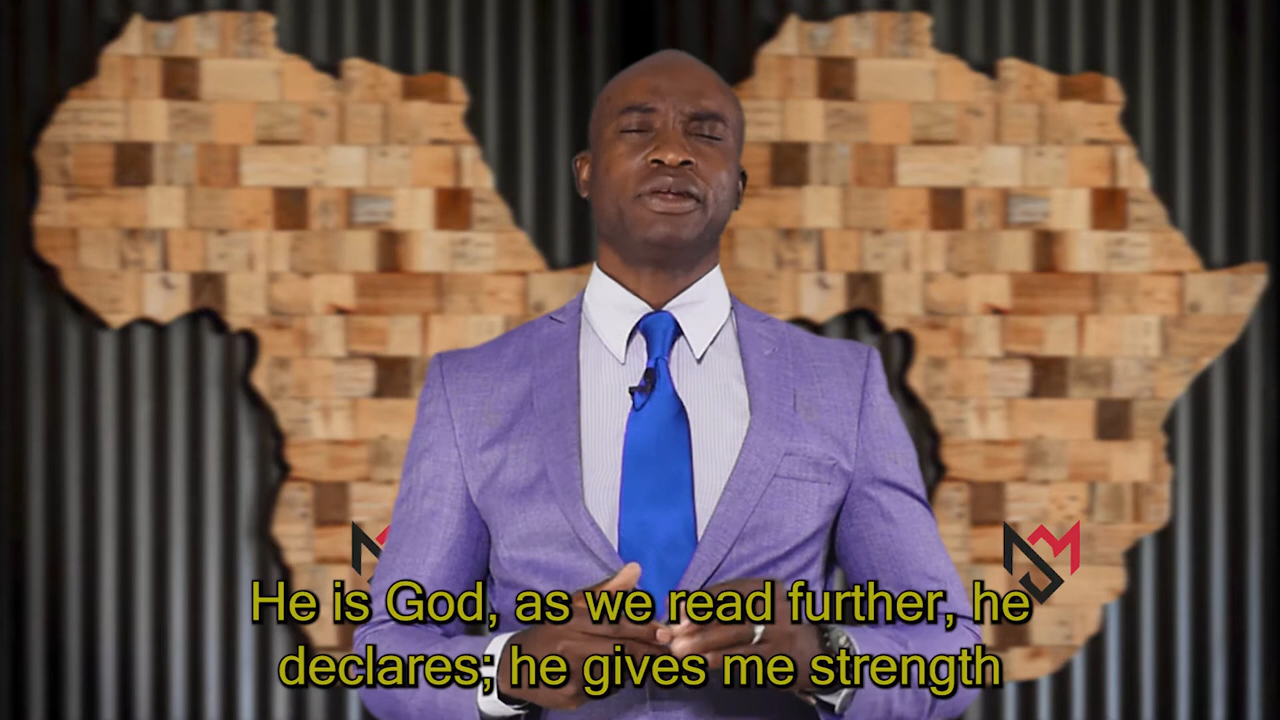 He is God, as we read further, he
declares; he gives me strength